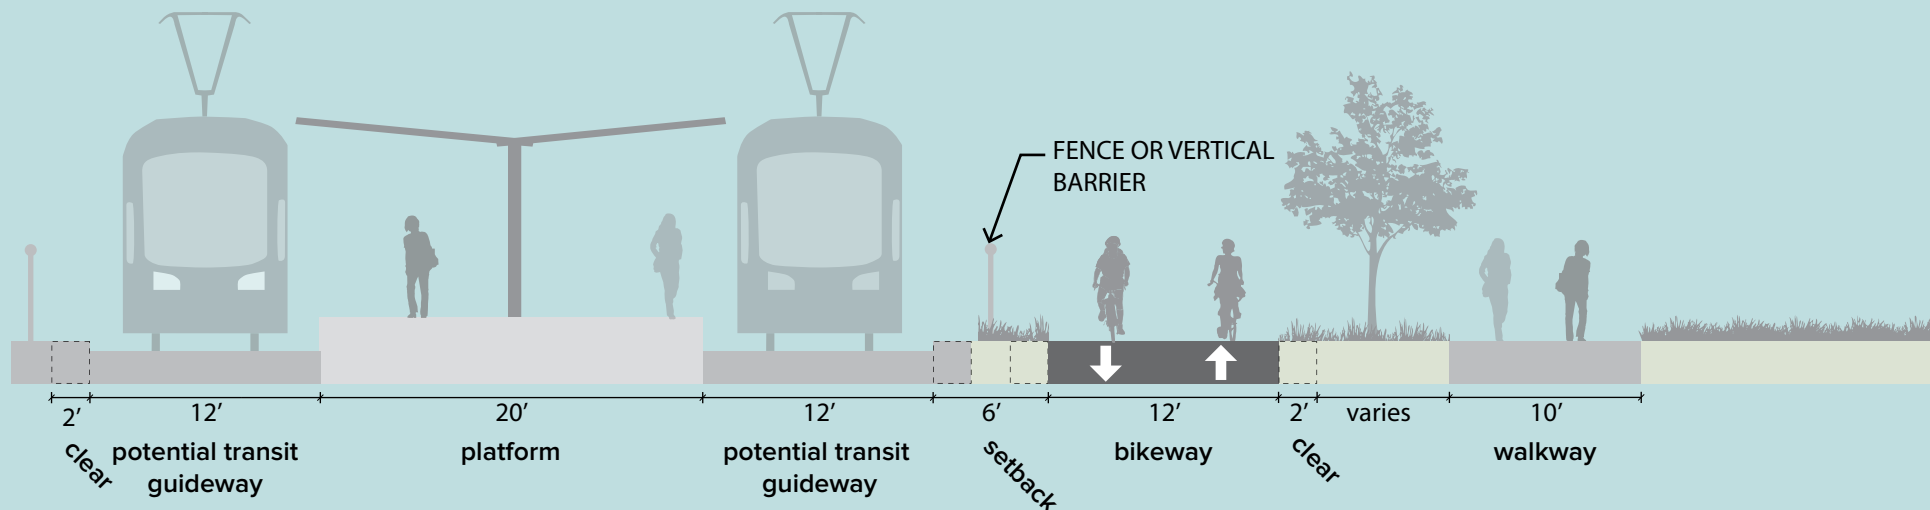 FENCE OR VERTICAL
BARRIER
2’
12’
20’
12’
6’
12’
2’
varies
10’
clear
potential transit
guideway
platform
potential transit
guideway
setback
bikeway
clear
walkway